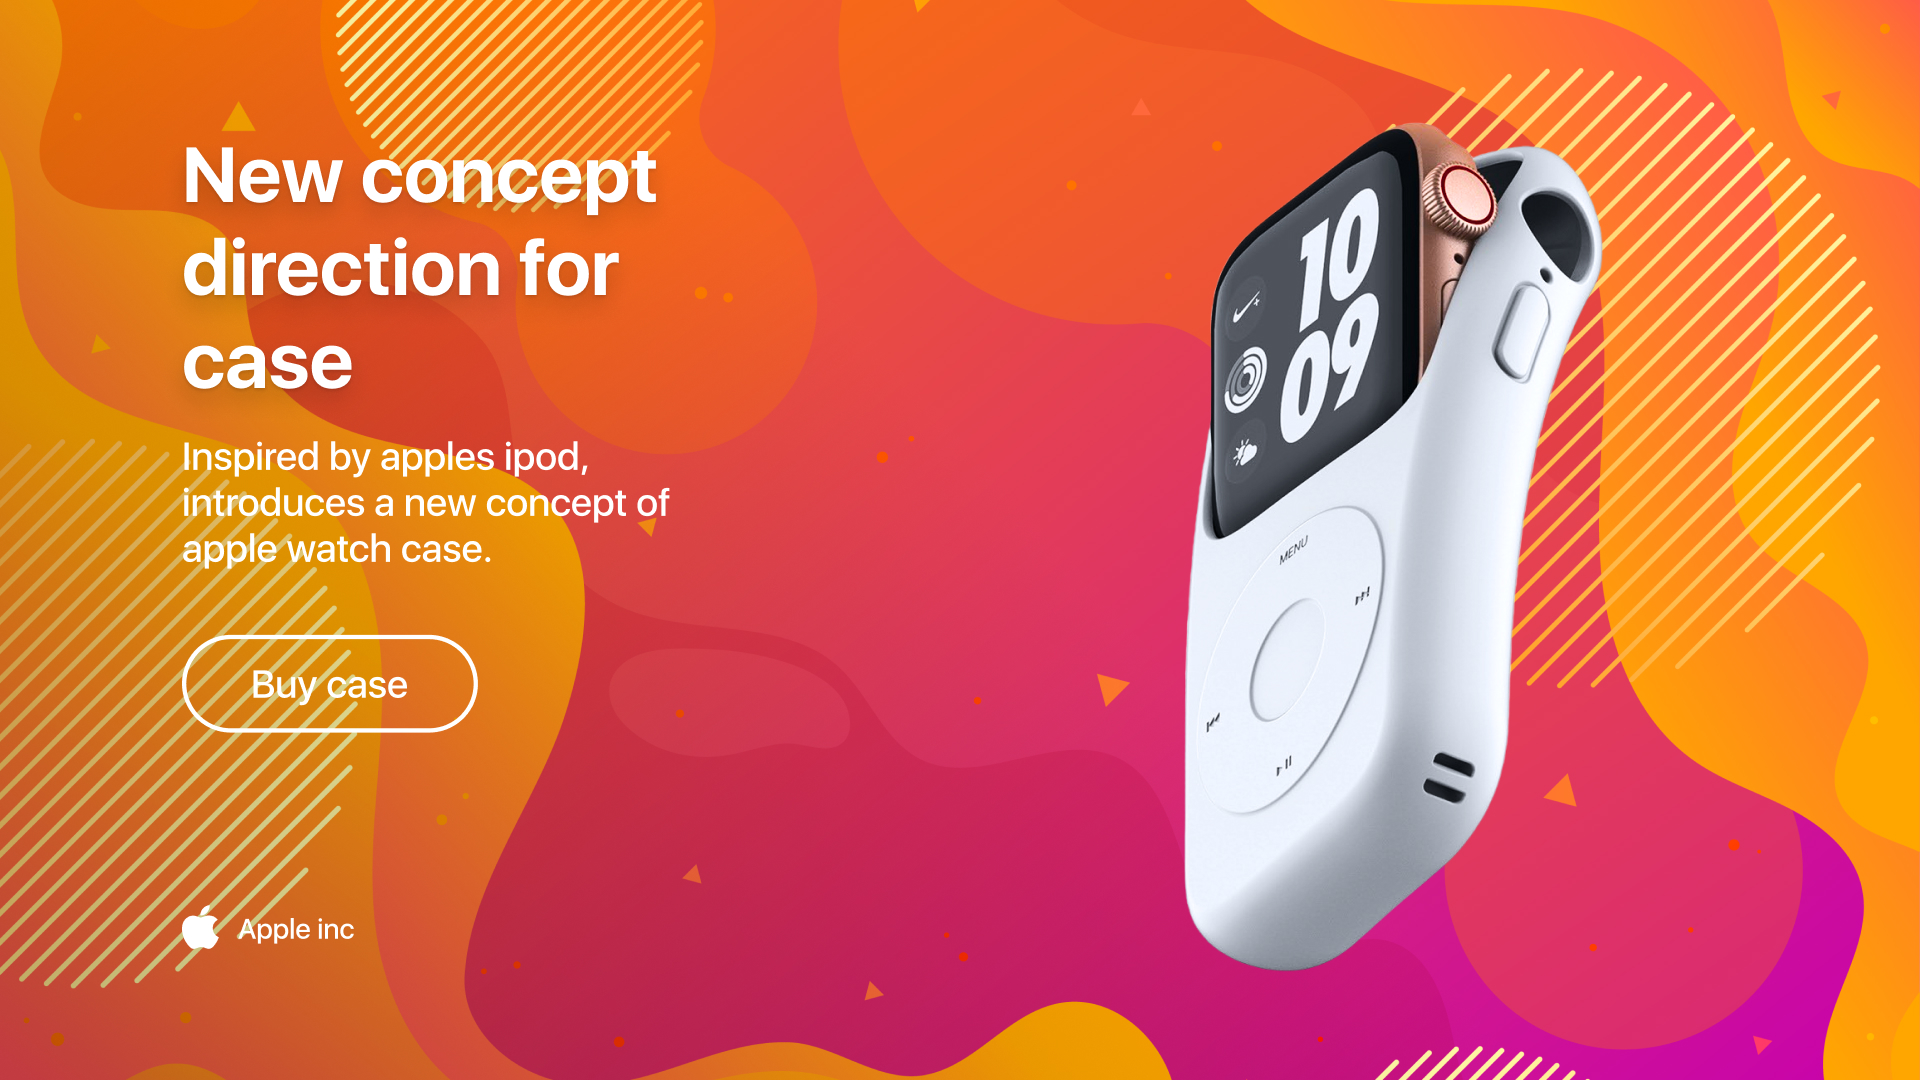 New concept
direction for
case
Inspired by apples ipod,
introduces a new concept of
apple watch case.
Buy case
Apple inc
10
09
MENU